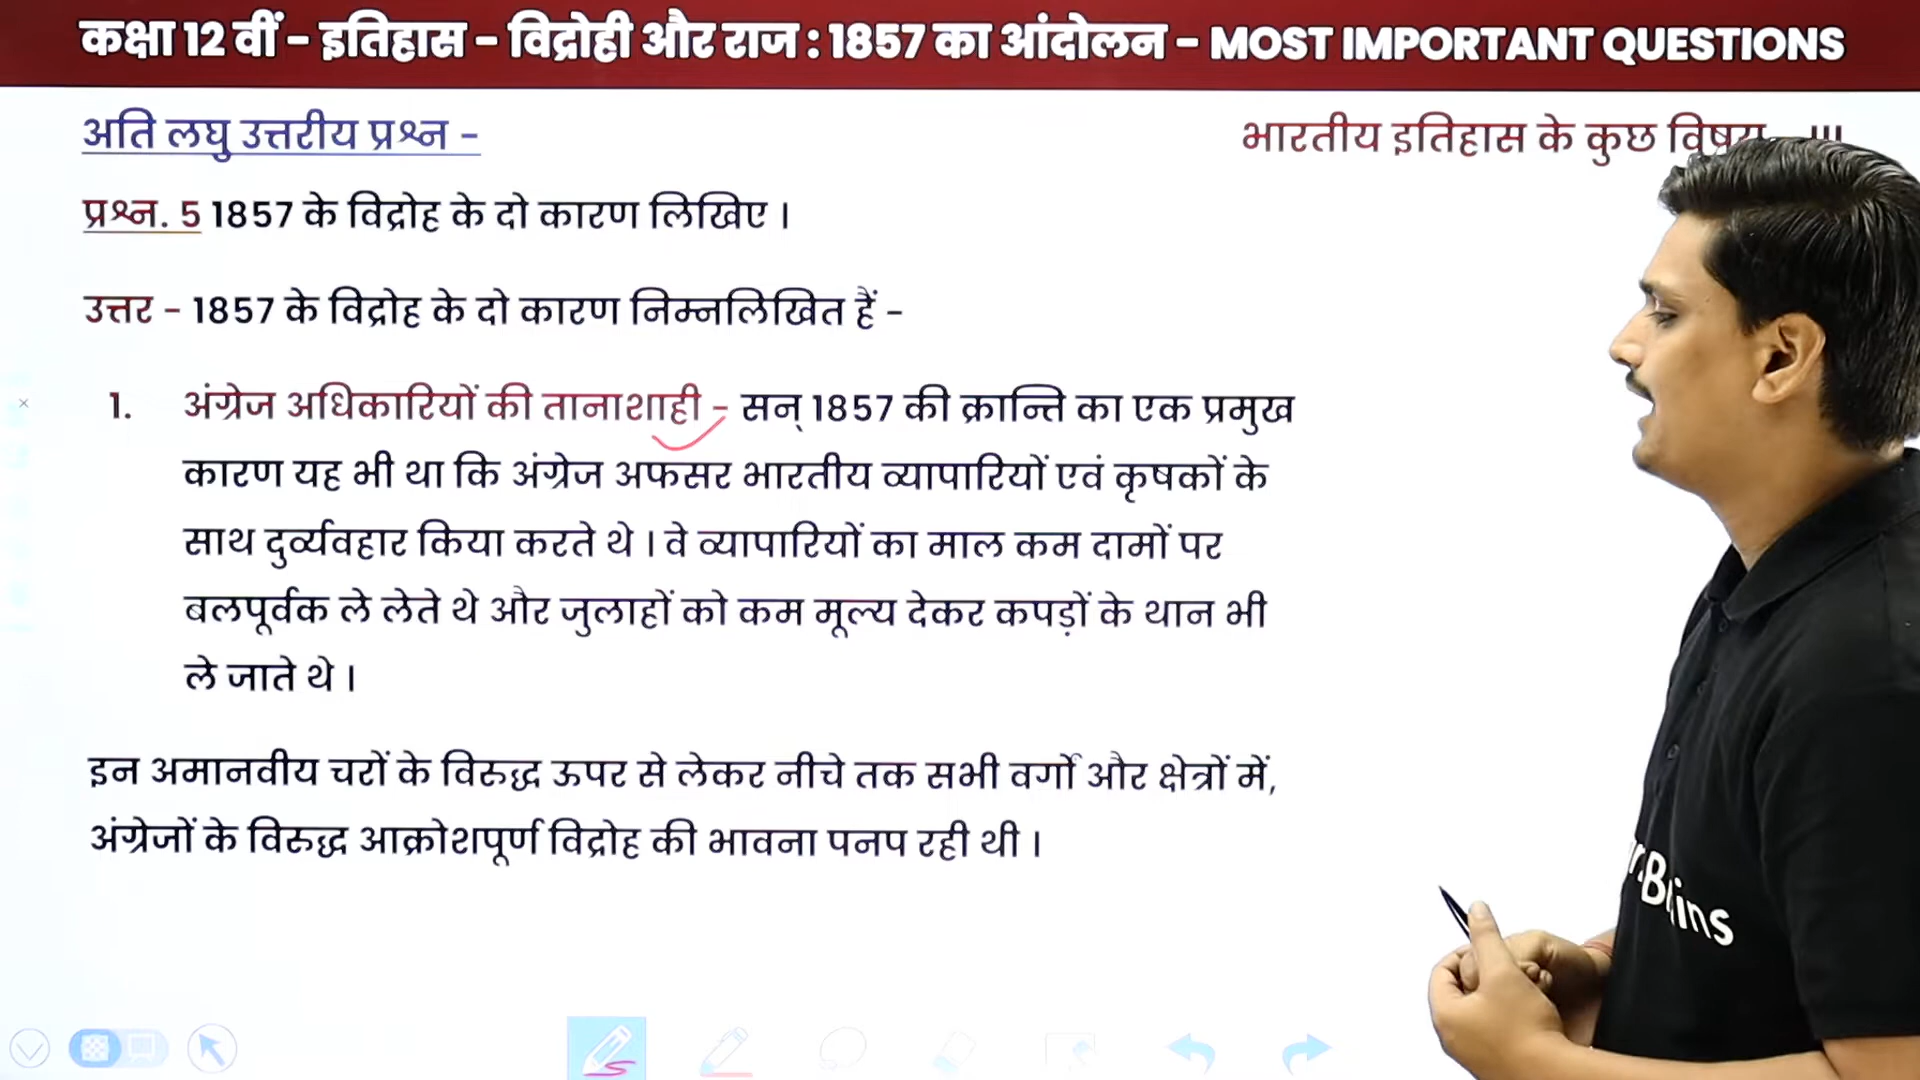 कक्षा 12 वीं - इतिहास - विद्रोही और राज : 1857 का आंदोलन - MOST IMPORTANT QUESTIONS
अति लघु उत्तरीय प्रश्न -
भारतीय इतिहास के कुछ विषय - III
प्रश्न. 5 1857 के विद्रोह के दो कारण लिखिए ।
उत्तर - 1857 के विद्रोह के दो कारण निम्नलिखित हैं -
1. अंग्रेज अधिकारियों की तानाशाही - सन् 1857 की क्रान्ति का एक प्रमुख
कारण यह भी था कि अंग्रेज अफसर भारतीय व्यापारियों एवं कृषकों के
साथ दुर्व्यवहार किया करते थे । वे व्यापारियों का माल कम दामों पर
बलपूर्वक ले लेते थे और जुलाहों को कम मूल्य देकर कपड़ों के थान भी
ले जाते थे ।
इन अमानवीय चरों के विरुद्ध ऊपर से लेकर नीचे तक सभी वर्गों और क्षेत्रों में,
अंग्रेजों के विरुद्ध आक्रोशपूर्ण विद्रोह की भावना पनप रही थी ।